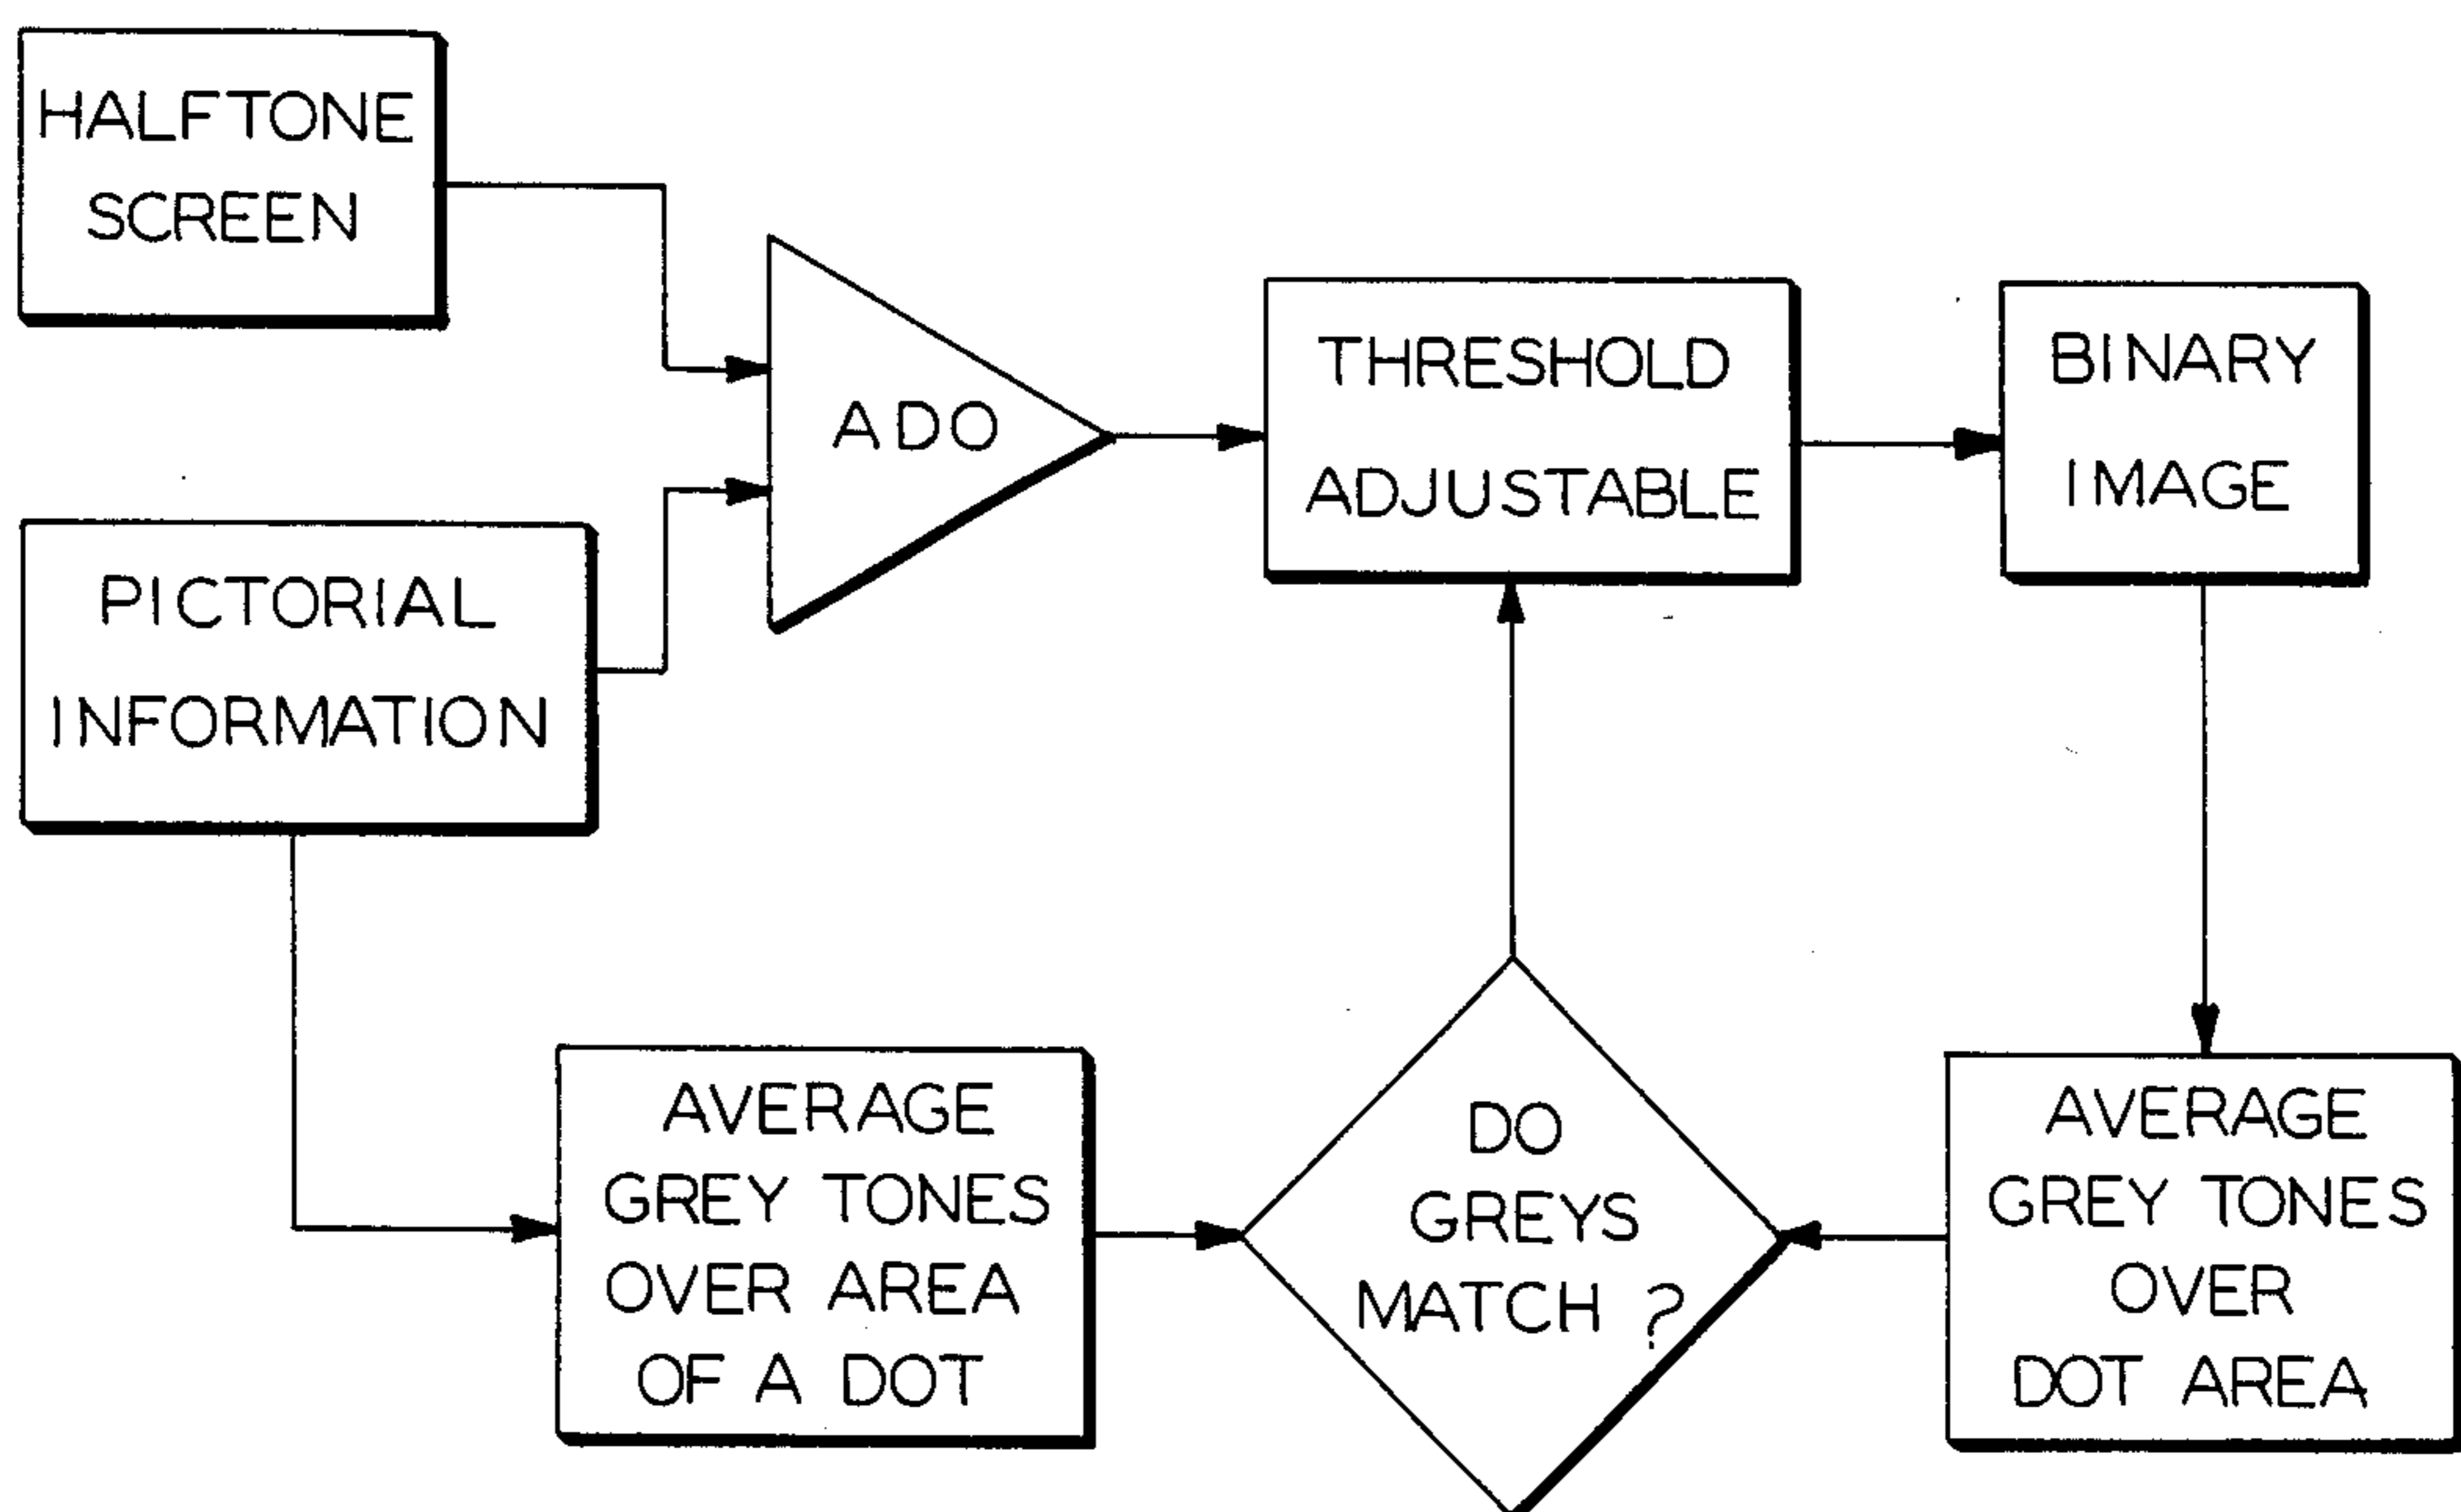 HALFTONE
SCREEN
PICTORIAL
INFORMATION
ADO
THRESHOLD
ADJUSTABLE
BINARY
IMAGE
AVERAGE
GREY TONES
OVER AREA
OF A DOT
DO
GREYS
MATCH ?
AVERAGE
GREY TONES
OVER
DOT AREA